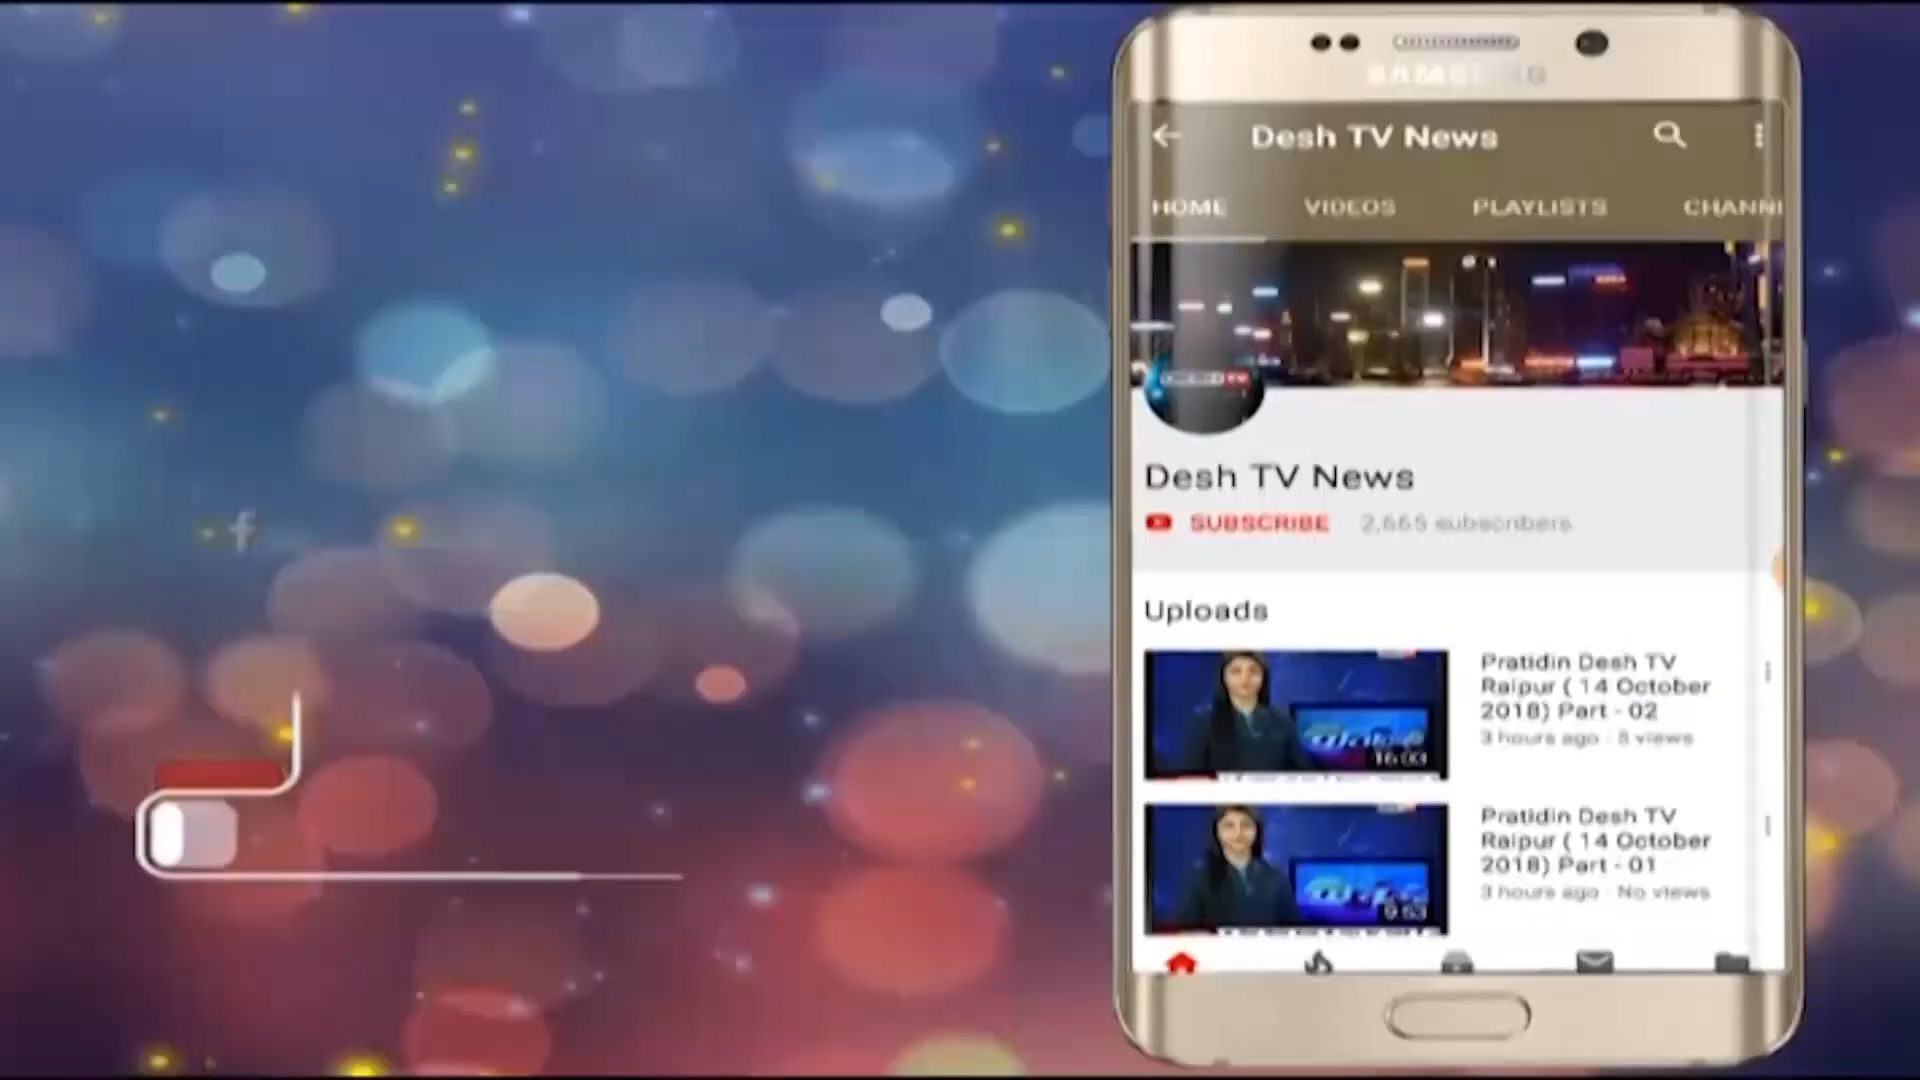 SAMSUNG
Desh TV News
HOME VIDEOS PLAYLISTS CHANN
Desh TV News
SUBSCRIBE 2,665 subscribers
Uploads
Pratidin Desh TV
Raipur ( 14 October
2018) Part - 02
3 hours ago · 5 views
16:03
Pratidin Desh TV
Raipur ( 14 October
2018) Part - 01
3 hours ago · No views
9:53
f